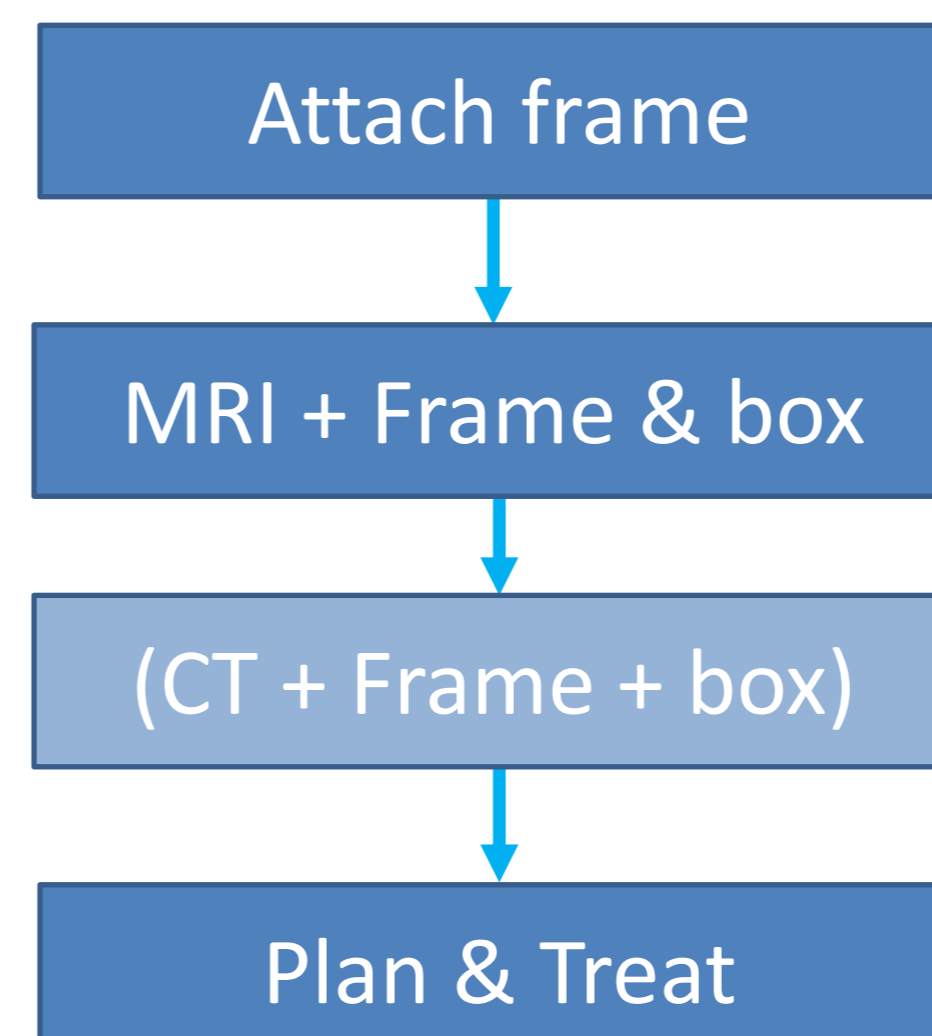 Attach frame
MRI + Frame & box
(CT + Frame + box)
Plan & Treat